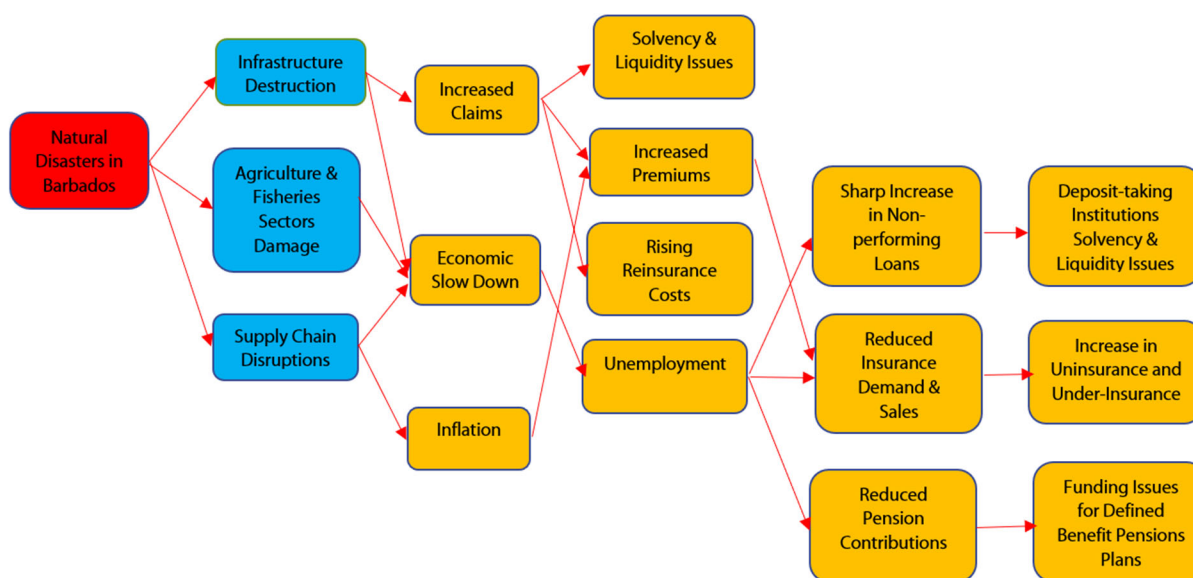 Natural
Disasters in
Barbados
Infrastructure
Destruction
Agriculture &
Fisheries
Sectors
Damage
Supply Chain
Disruptions
Increased
Claims
Economic
Slow Down
Inflation
Solvency &
Liquidity Issues
Increased
Premiums
Rising
Reinsurance
Costs
Unemployment
Sharp Increase
in Non-
performing
Loans
Reduced
Insurance
Demand &
Sales
Reduced
Pension
Contributions
Deposit-taking
Institutions
Solvency &
Liquidity Issues
Increase in
Uninsurance and
Under-Insurance
Funding Issues
for Defined
Benefit Pensions
Plans